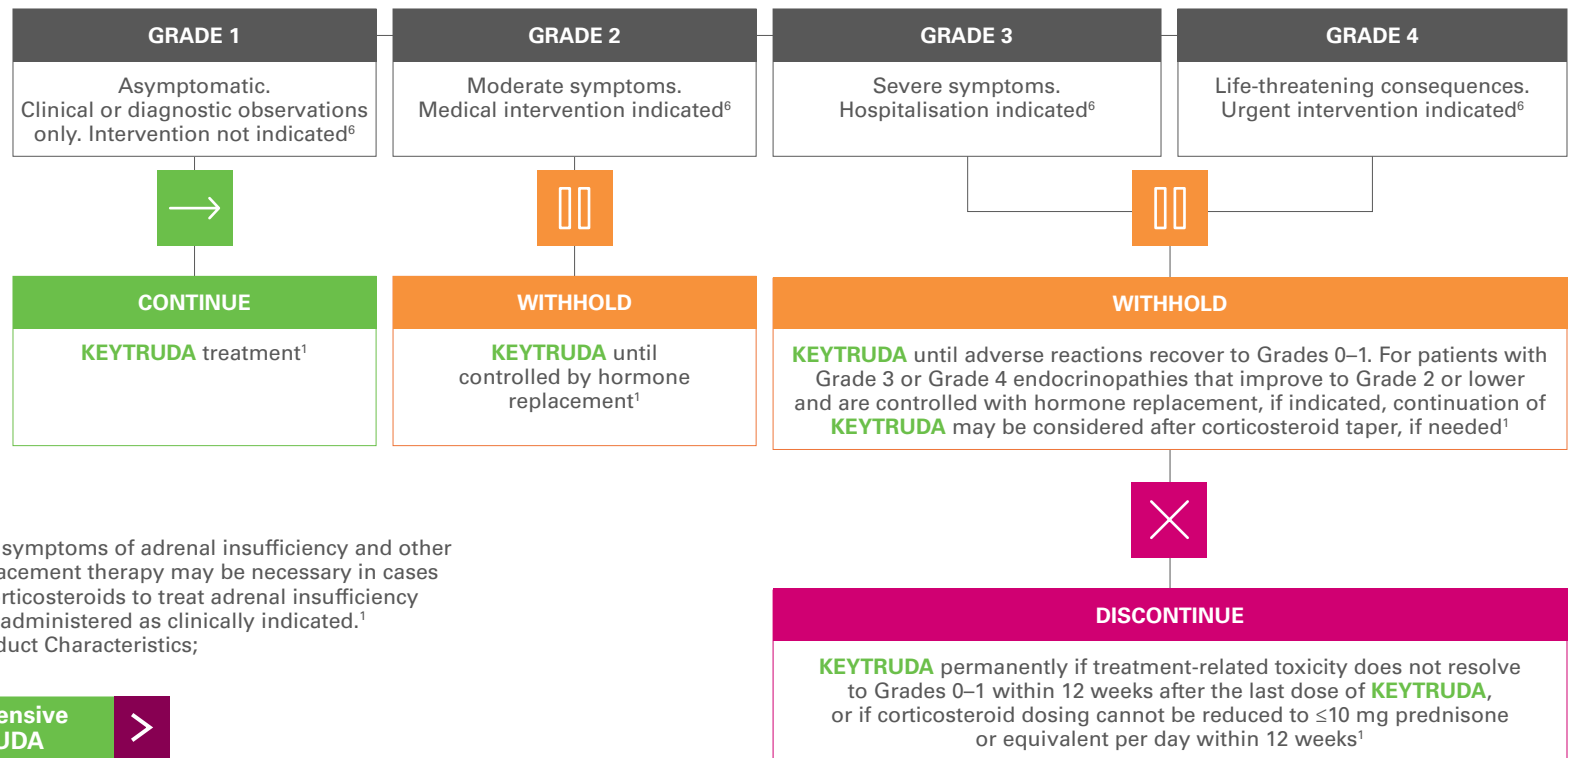 GRADE 1
Asymptomatic.
Clinical or diagnostic observations
only. Intervention not indicated⁶
GRADE 2
Moderate symptoms.
Medical intervention indicated⁶
GRADE 3
Severe symptoms.
Hospitalisation indicated⁶
GRADE 4
Life-threatening consequences.
Urgent intervention indicated⁶
CONTINUE
KEYTRUDA treatment¹
WITHHOLD
KEYTRUDA until
controlled by hormone
replacement¹
WITHHOLD
KEYTRUDA until adverse reactions recover to Grades 0–1. For patients with
Grade 3 or Grade 4 endocrinopathies that improve to Grade 2 or lower
and are controlled with hormone replacement, if indicated, continuation of
KEYTRUDA may be considered after corticosteroid taper, if needed¹
DISCONTINUE
KEYTRUDA permanently if treatment-related toxicity does not resolve
to Grades 0–1 within 12 weeks after the last dose of KEYTRUDA,
or if corticosteroid dosing cannot be reduced to ≤10 mg prednisone
or equivalent per day within 12 weeks¹
symptoms of adrenal insufficiency and other
lacement therapy may be necessary in cases
rticosteroids to treat adrenal insufficiency
administered as clinically indicated.¹
duct Characteristics;
ensive
UDA